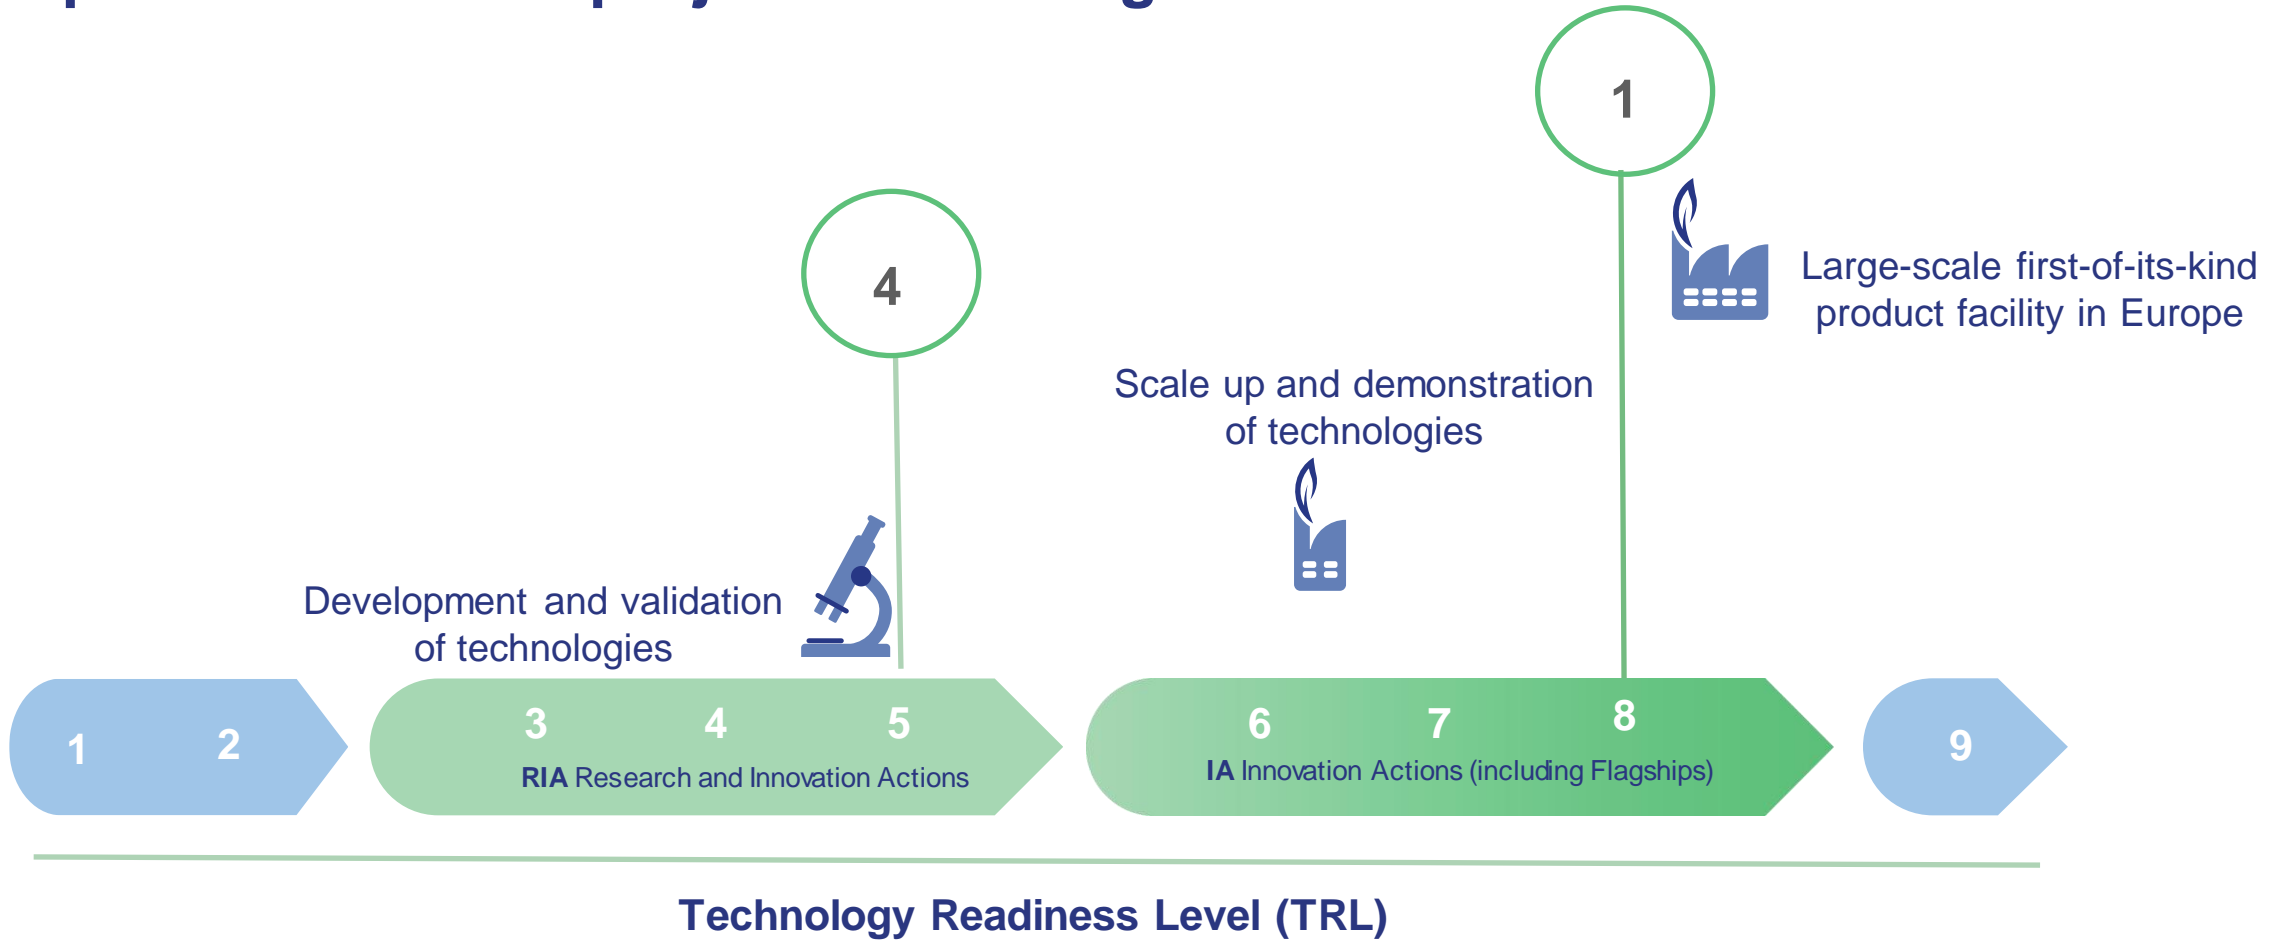 1
4
Large-scale first-of-its-kind
product facility in Europe
Scale up and demonstration
of technologies
Development and validation
of technologies
1 2 3 4 5 6 7 8 9
RIA Research and Innovation Actions
IA Innovation Actions (including Flagships)
Technology Readiness Level (TRL)